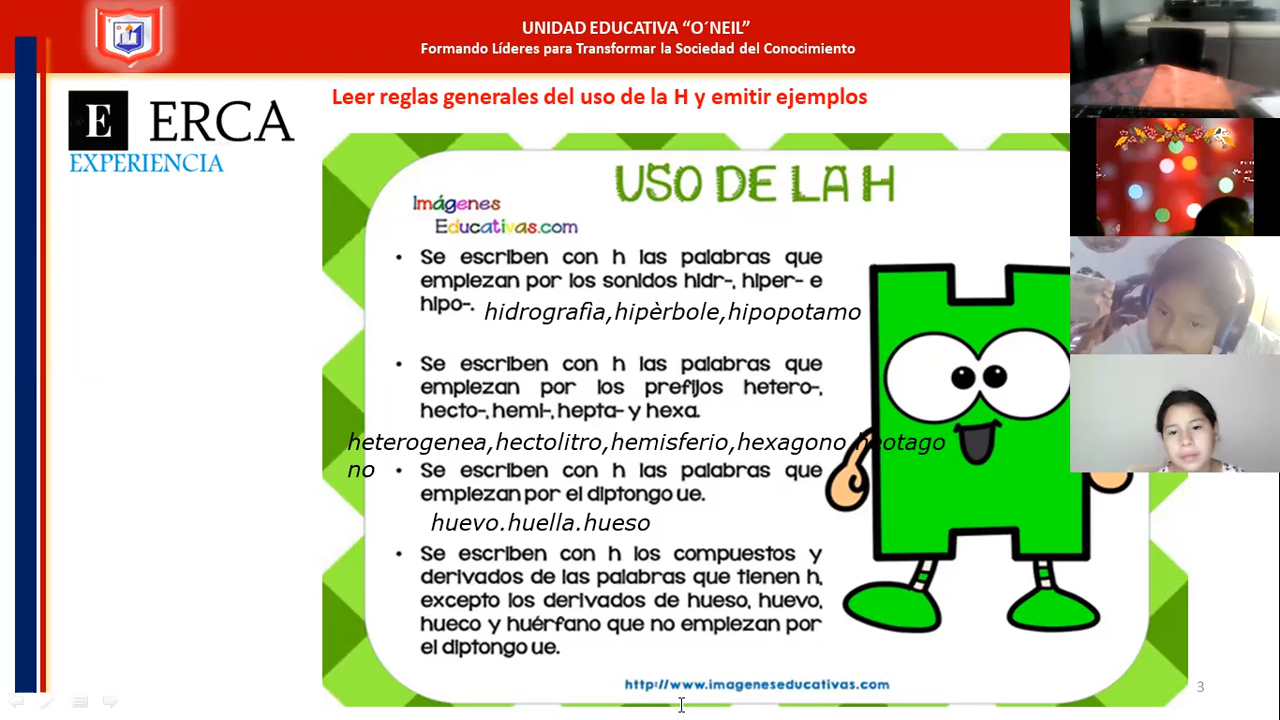 UNIDAD EDUCATIVA “O´NEIL”
Formando Líderes para Transformar la Sociedad del Conocimiento
Leer reglas generales del uso de la H y emitir ejemplos
E ERCA
EXPERIENCIA
USO DE LA H
Imágenes
Educativas.com
• Se escriben con h las palabras que
empiezan por los sonidos hidr-, hiper- e
hipo-.
hidrografia,hipèrbole,hipopotamo
• Se escriben con h las palabras que
empiezan por los prefijos hetero-,
hecto-, hemi-, hepta- y hexa.
heterogenea,hectolitro,hemisferio,hexagono heotago
no
• Se escriben con h las palabras que
empiezan por el diptongo ue.
huevo.huella.hueso
• Se escriben con h los compuestos y
derivados de las palabras que tienen h,
excepto los derivados de hueso, huevo,
hueco y huérfano que no empiezan por
el diptongo ue.
http://www.imageneseducativas.com
3